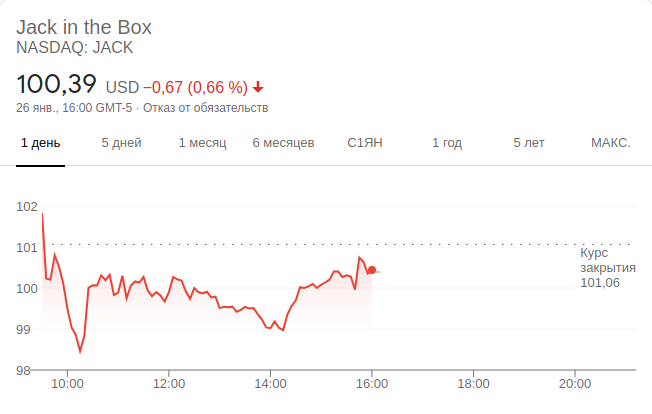 Jack in the Box
NASDAQ: JACK
100,39 USD −0,67 (0,66 %)
26 янв., 16:00 GMT-5 · Отказ от обязательств
1 день 5 дней 1 месяц 6 месяцев С1ЯН 1 год 5 лет МАКС.
102
101
100
99
98
Курс
закрытия
101,06
10:00 12:00 14:00 16:00 18:00 20:00